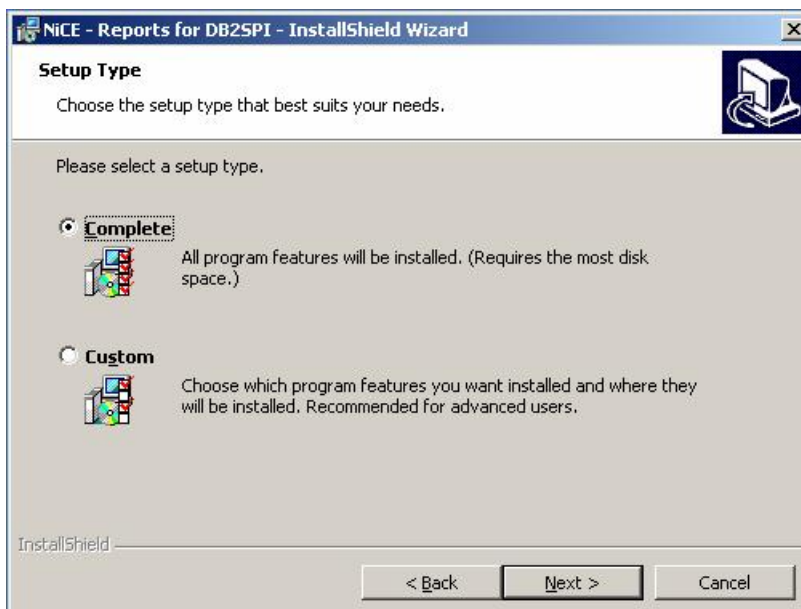 NiCE - Reports for DB2SPI - InstallShield Wizard
Setup Type
Choose the setup type that best suits your needs.
Please select a setup type.
Complete
All program features will be installed. (Requires the most disk
space.)
Custom
Choose which program features you want installed and where they
will be installed. Recommended for advanced users.
InstallShield
< Back
Next >
Cancel